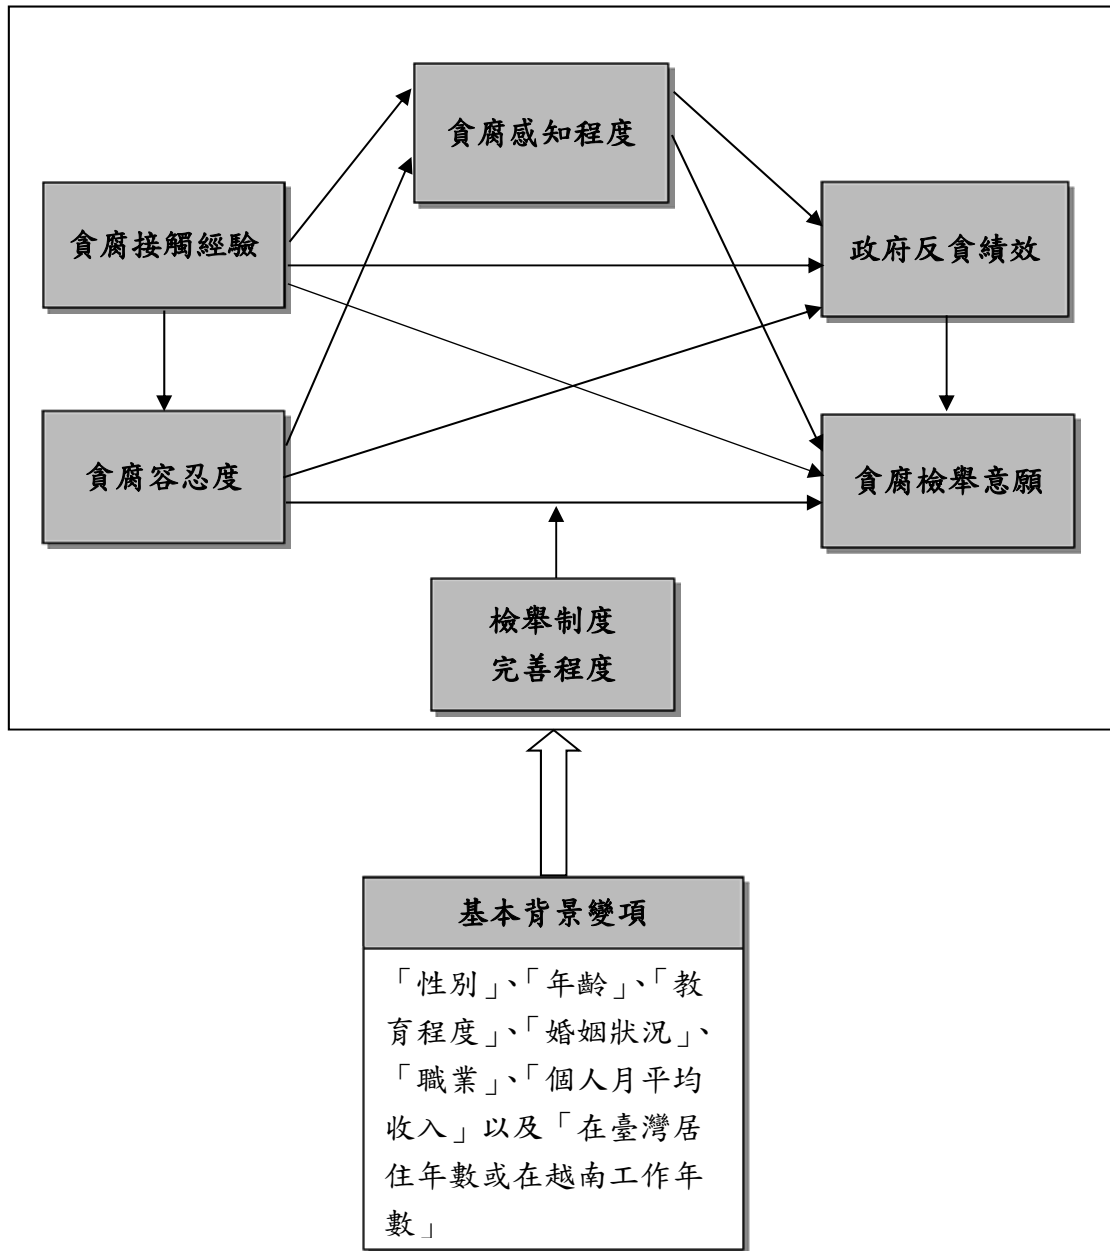 貪腐感知程度
貪腐接觸經驗
政府反貪績效
貪腐容忍度
貪腐檢舉意願
檢舉制度
完善程度
基本背景變項
「性別」、「年齡」、「教
育程度」、「婚姻狀況」、
「職業」、「個人月平均
收入」以及「在臺灣居
住年數或在越南工作年
數」